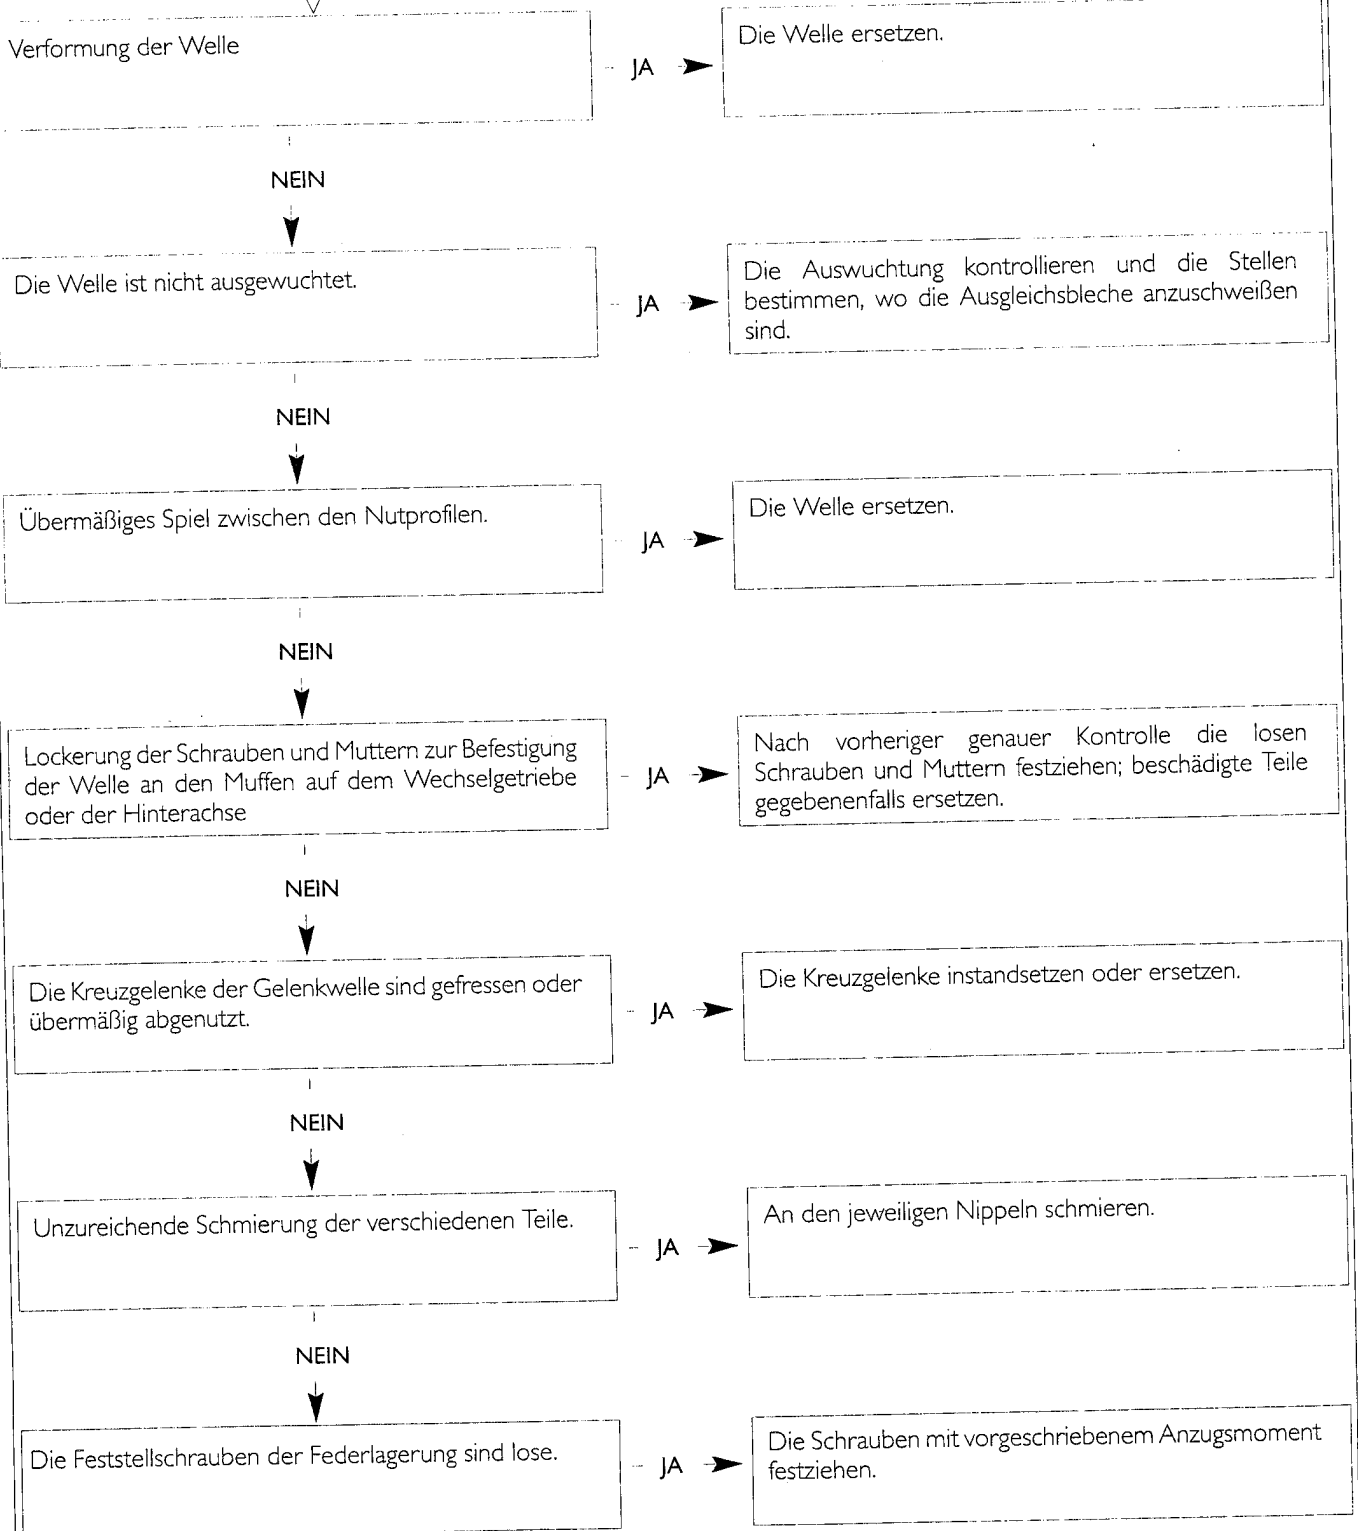 Verformung der Welle
JA
Die Welle ersetzen.
NEIN
Die Welle ist nicht ausgewuchtet.
JA
Die Auswuchtung kontrollieren und die Stellen
bestimmen, wo die Ausgleichsbleche anzuschweißen
sind.
NEIN
Übermäßiges Spiel zwischen den Nutprofilen.
JA
Die Welle ersetzen.
NEIN
Lockerung der Schrauben und Muttern zur Befestigung
der Welle an den Muffen auf dem Wechselgetriebe
oder der Hinterachse
JA
Nach vorheriger genauer Kontrolle die losen
Schrauben und Muttern festziehen; beschädigte Teile
gegebenenfalls ersetzen.
NEIN
Die Kreuzgelenke der Gelenkwelle sind gefressen oder
übermäßig abgenutzt.
JA
Die Kreuzgelenke instandsetzen oder ersetzen.
NEIN
Unzureichende Schmierung der verschiedenen Teile.
JA
An den jeweiligen Nippeln schmieren.
NEIN
Die Feststellschrauben der Federlagerung sind lose.
JA
Die Schrauben mit vorgeschriebenem Anzugsmoment
festziehen.